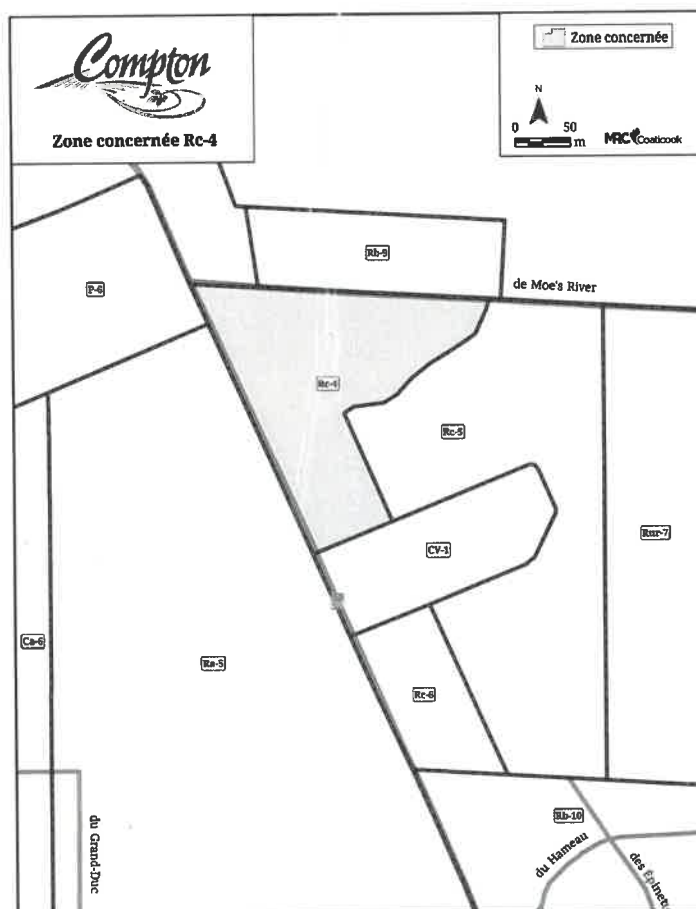 Compton
Zone concernée Rc-4
Zone concernée
N
0 50
m
MRC Coaticook
Rb-9
de Moe's River
P-6
Rc-4
Rc-5
CV-1
Rur-7
Ca-6
Ra-5
Rc-6
Rb-10
du Grand-Duc
du Hameau
des